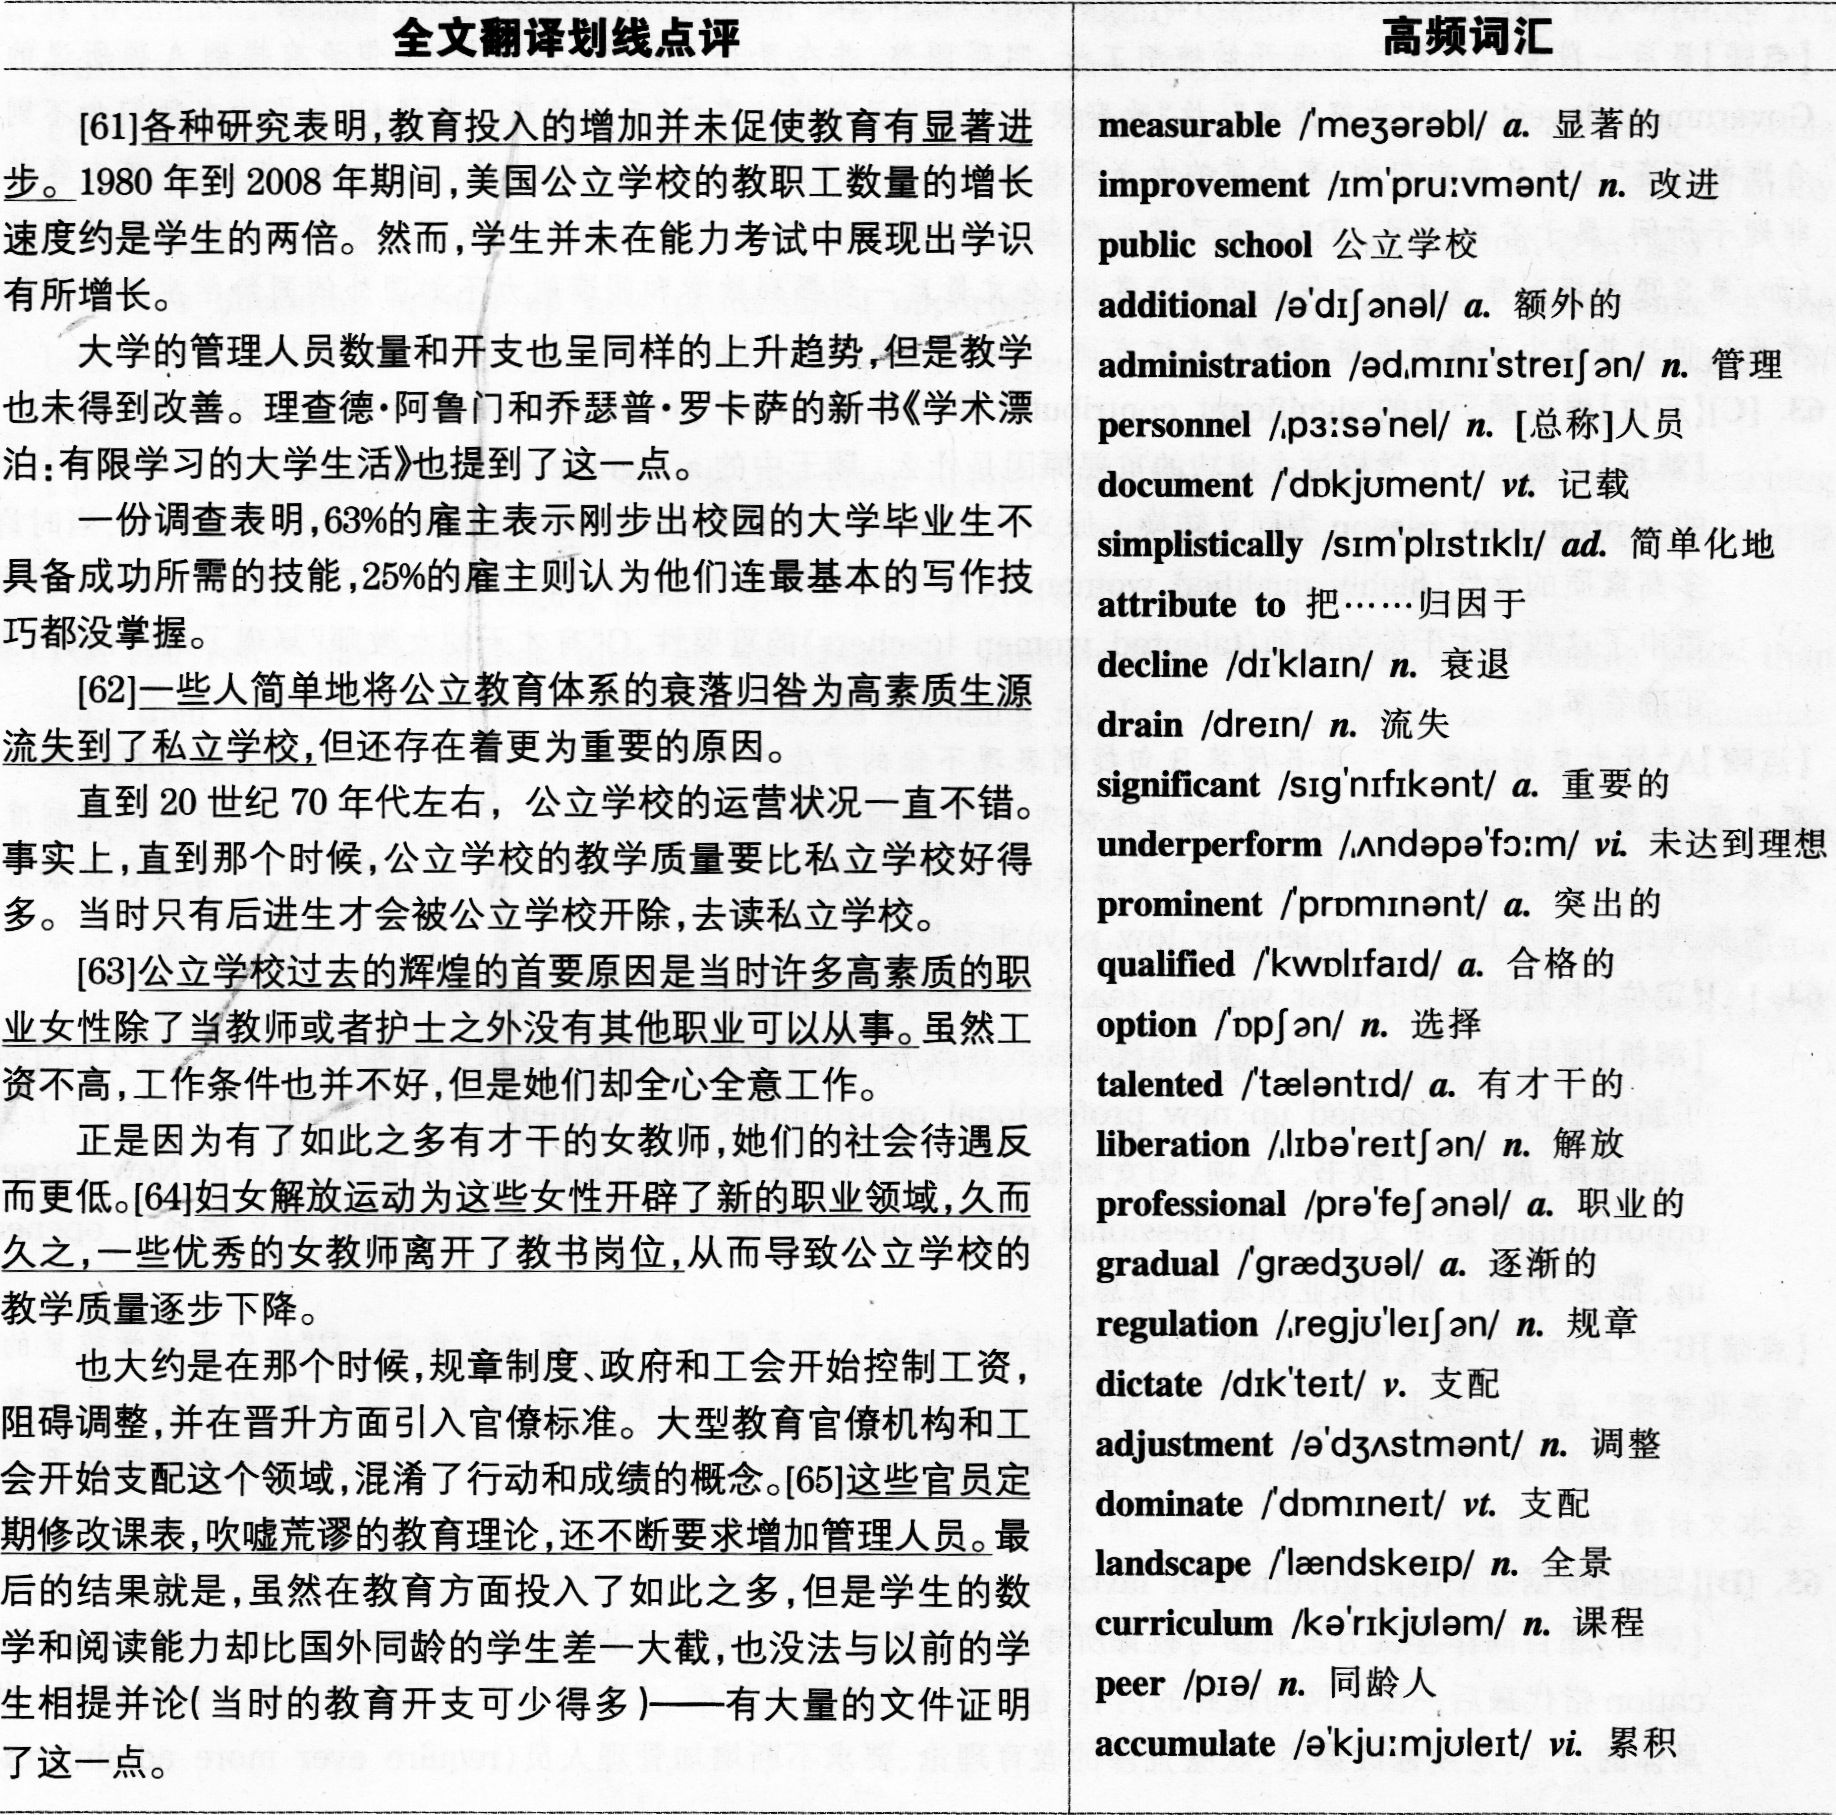 全文翻译划线点评
[61]各种研究表明,教育投入的增加并未促使教育有显著进
步。1980 年到 2008 年期间,美国公立学校的教职工数量的增长
速度约是学生的两倍。然而,学生并未在能力考试中展现出学识
有所增长。
大学的管理人员数量和开支也呈同样的上升趋势,但是教学
也未得到改善。理查德·阿鲁门和乔瑟普·罗卡萨的新书《学术漂
泊:有限学习的大学生活》也提到了这一点。
一份调查表明,63%的雇主表示刚步出校园的大学毕业生不
具备成功所需的技能,25%的雇主则认为他们连最基本的写作技
巧都没掌握。
[62]一些人简单地将公立教育体系的衰落归咎为高素质生源
流失到了私立学校,但还存在着更为重要的原因。
直到 20 世纪 70 年代左右，公立学校的运营状况一直不错。
事实上,直到那个时候,公立学校的教学质量要比私立学校好得
多。当时只有后进生才会被公立学校开除,去读私立学校。
[63]公立学校过去的辉煌的首要原因是当时许多高素质的职
业女性除了当教师或者护士之外没有其他职业可以从事。虽然工
资不高,工作条件也并不好,但是她们却全心全意工作。
正是因为有了如此之多有才干的女教师,她们的社会待遇反
而更低。[64]妇女解放运动为这些女性开辟了新的职业领域,久而
久之,一些优秀的女教师离开了教书岗位,从而导致公立学校的
教学质量逐步下降。
也大约是在那个时候,规章制度、政府和工会开始控制工资,
阻碍调整,并在晋升方面引入官僚标准。大型教育官僚机构和工
会开始支配这个领域,混淆了行动和成绩的概念。[65]这些官员定
期修改课表,吹嘘荒谬的教育理论,还不断要求增加管理人员。最
后的结果就是,虽然在教育方面投入了如此之多,但是学生的数
学和阅读能力却比国外同龄的学生差一大截,也没法与以前的学
生相提并论(当时的教育开支可少得多)——有大量的文件证明
了这一点。
高频词汇
measurable /ˈmeʒərəbl/ a. 显著的
improvement /ɪmˈpruːvmənt/ n. 改进
public school 公立学校
additional /əˈdɪʃənəl/ a. 额外的
administration /ədˌmɪnɪˈstreɪʃən/ n. 管理
personnel /ˌpɜːsəˈnel/ n. [总称]人员
document /ˈdɒkjʊment/ vt. 记载
simplistically /sɪmˈplɪstɪklɪ/ ad. 简单化地
attribute to 把……归因于
decline /dɪˈklaɪn/ n. 衰退
drain /dreɪn/ n. 流失
significant /sɪgˈnɪfɪkənt/ a. 重要的
underperform /ˌʌndəpəˈfɔːm/ vi. 未达到理想
prominent /ˈprɒmɪnənt/ a. 突出的
qualified /ˈkwɒlɪfaɪd/ a. 合格的
option /ˈɒpʃən/ n. 选择
talented /ˈtæləntɪd/ a. 有才干的
liberation /ˌlɪbəˈreɪtʃən/ n. 解放
professional /prəˈfeʃənəl/ a. 职业的
gradual /ˈgrædʒʊəl/ a. 逐渐的
regulation /ˌregjʊˈleɪʃən/ n. 规章
dictate /dɪkˈteɪt/ v. 支配
adjustment /əˈdʒʌstmənt/ n. 调整
dominate /ˈdɒmɪneɪt/ vt. 支配
landscape /ˈlændskeɪp/ n. 全景
curriculum /kəˈrɪkjʊləm/ n. 课程
peer /pɪə/ n. 同龄人
accumulate /əˈkjuːmjʊleɪt/ vi. 累积